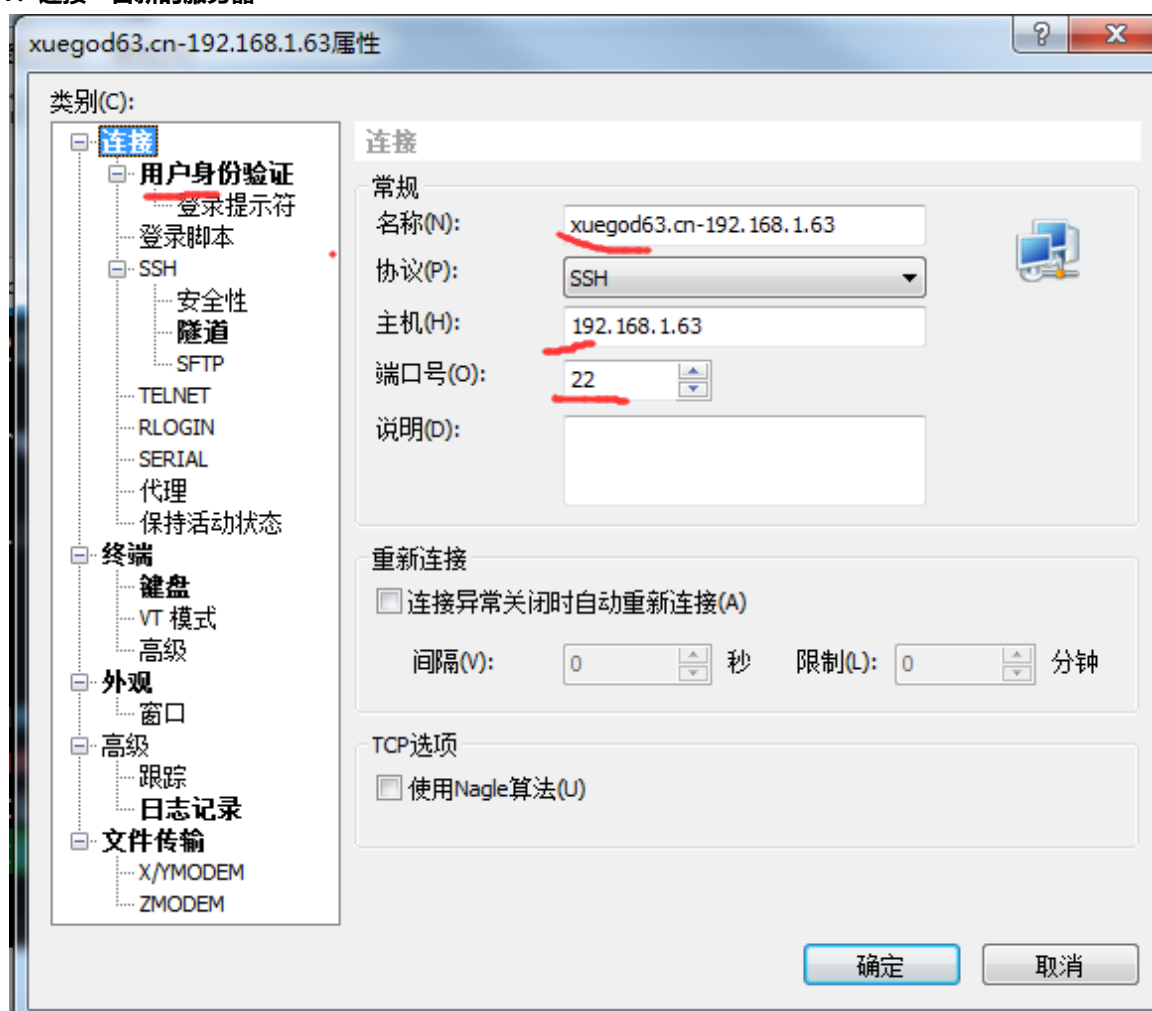 xuegod63.cn-192.168.1.63属性
类别(C):
连接
用户身份验证
登录提示符
登录脚本
SSH
安全性
隧道
SFTP
TELNET
RLOGIN
SERIAL
代理
保持活动状态
终端
键盘
VT 模式
高级
外观
窗口
高级
跟踪
日志记录
文件传输
X/YMODEM
ZMODEM
连接
常规
名称(N): xuegod63.cn-192.168.1.63
协议(P): SSH
主机(H): 192.168.1.63
端口号(O): 22
说明(D):
重新连接
连接异常关闭时自动重新连接(A)
间隔(V): 0 秒 限制(L): 0 分钟
TCP选项
使用Nagle算法(U)
确定 取消